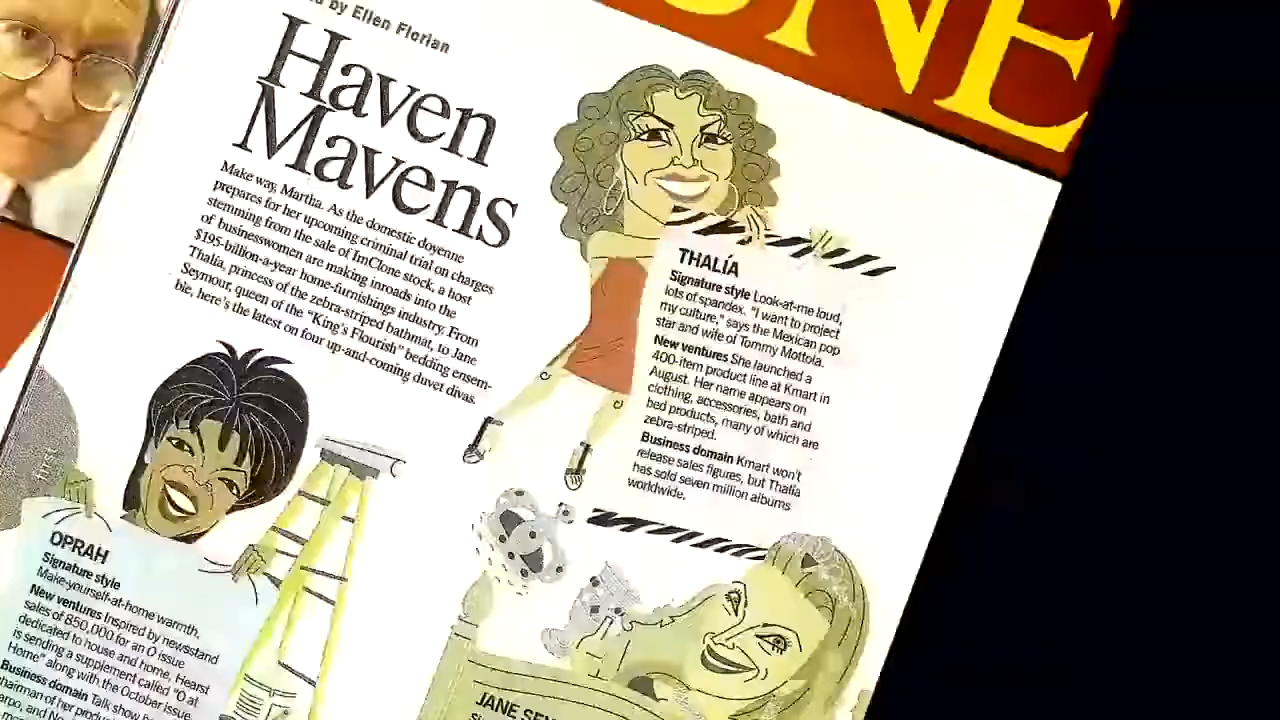 by Ellen Florian
Haven
Mavens
Make way, Martha. As the domestic doyenne
prepares for her upcoming criminal trial on charges
stemming from the sale of ImClone stock, a host
of businesswomen are making inroads into the
$195-billion-a-year home-furnishings industry. From
Thalía, princess of the zebra-striped bathmat, to Jane
Seymour, queen of the "King's Flourish" bedding ensem-
ble, here's the latest on four up-and-coming duvet divas.
THALÍA
Signature style Look-at-me loud,
lots of spandex. "I want to project
my culture," says the Mexican pop
star and wife of Tommy Mottola.
New ventures She launched a
400-item product line at Kmart in
August. Her name appears on
clothing, accessories, bath and
bed products, many of which are
zebra-striped.
Business domain Kmart won't
release sales figures, but Thalía
has sold seven million albums
worldwide.
OPRAH
Signature style
Make-yourself-at-home warmth.
New ventures Inspired by newsstand
sales of 850,000 for an O issue
dedicated to house and home, Hearst
is sending a supplement called "O at
Home" along with the October issue.
Business domain Talk show
of her
JANE